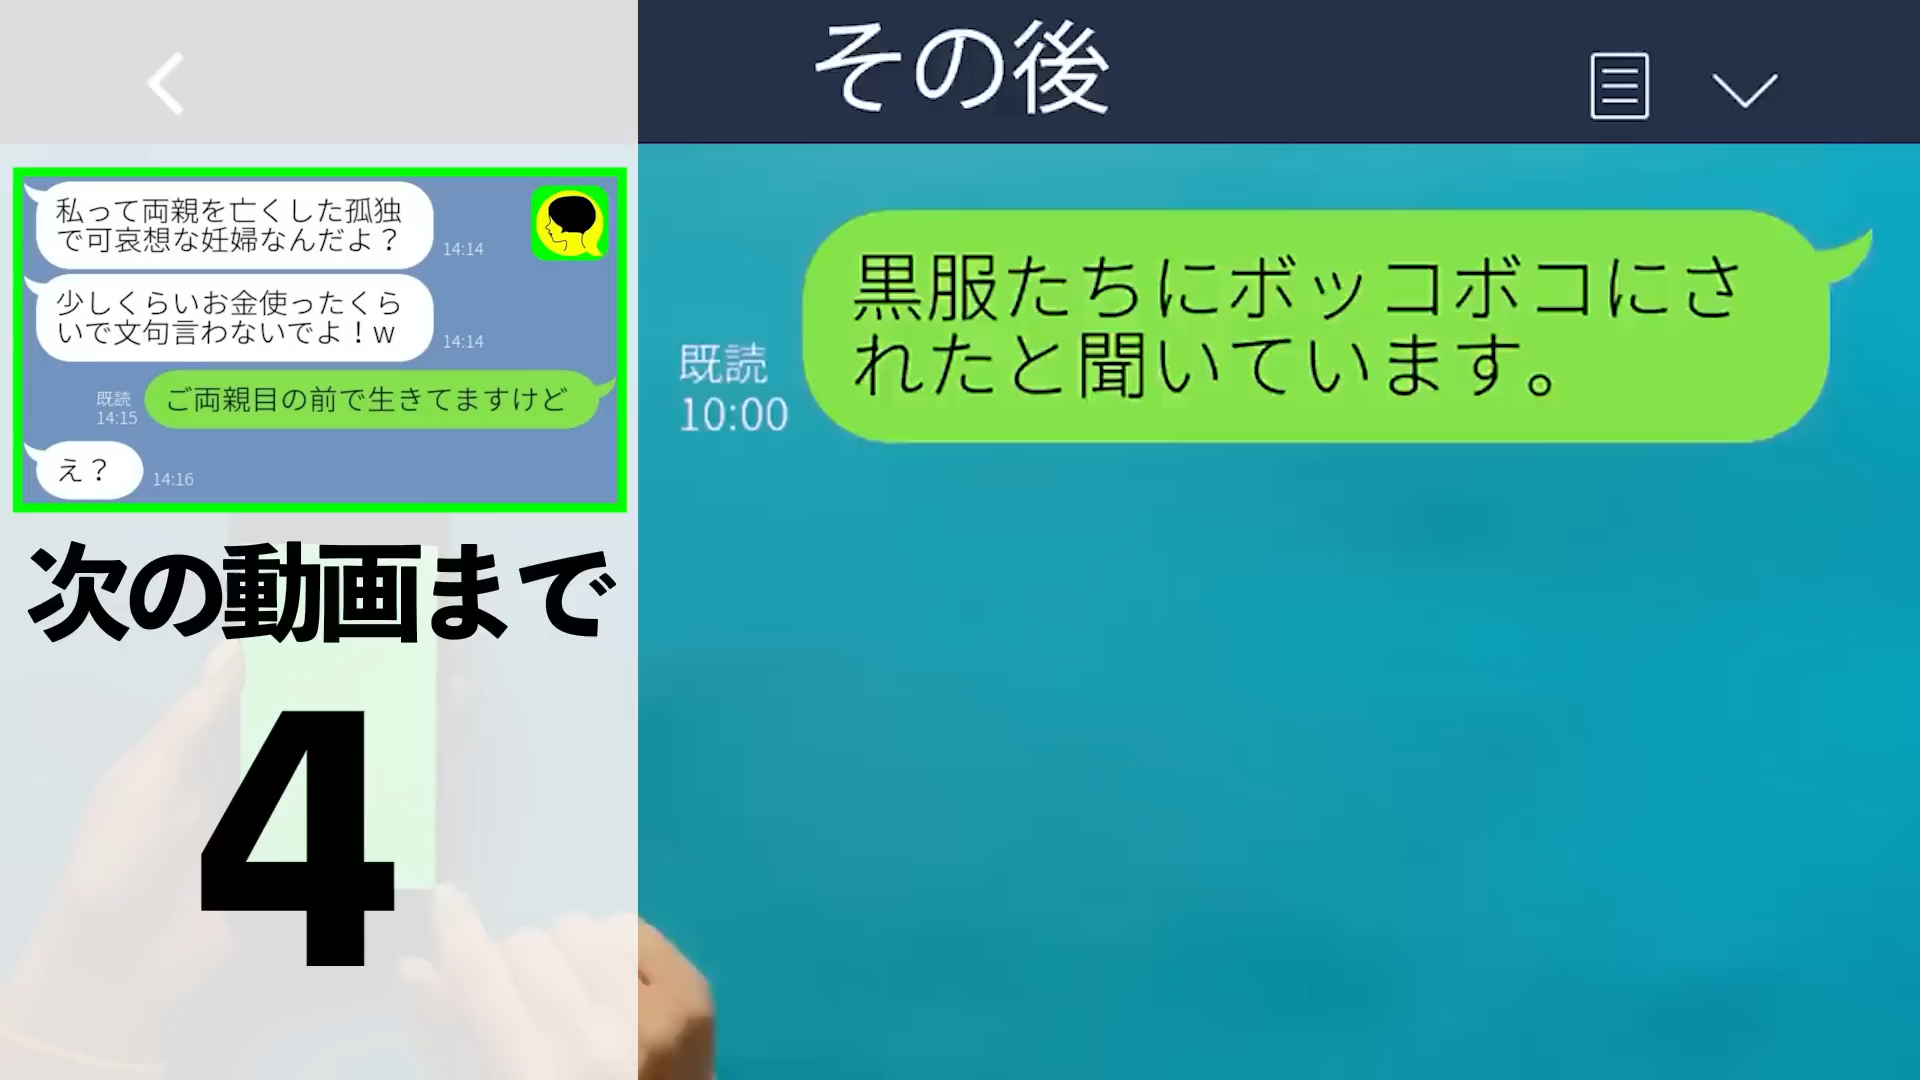 私って両親を亡くした孤独
で可哀想な妊婦なんだよ？
14:14
少しくらいお金使ったくら
いで文句言わないでよ！w
14:14
既読
14:15
ご両親目の前で生きてますけど
え？
14:16
次の動画まで
4
その後
黒服たちにボッコボコにさ
れたと聞いています。
既読
10:00